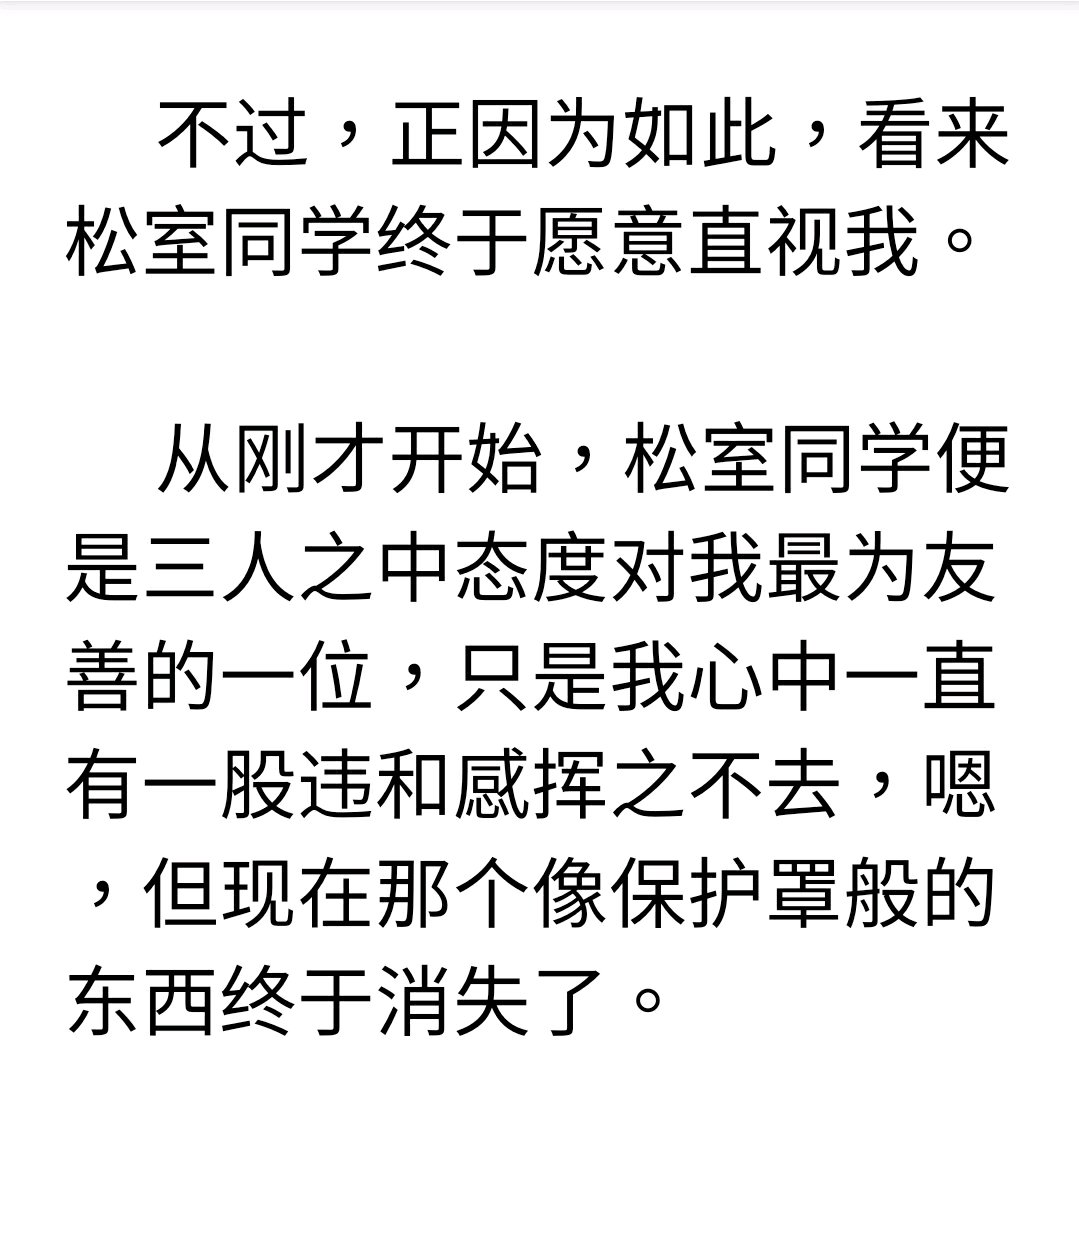 不过，正因为如此，看来
松室同学终于愿意直视我。
从刚才开始，松室同学便
是三人之中态度对我最为友
善的一位，只是我心中一直
有一股违和感挥之不去，嗯
，但现在那个像保护罩般的
东西终于消失了。